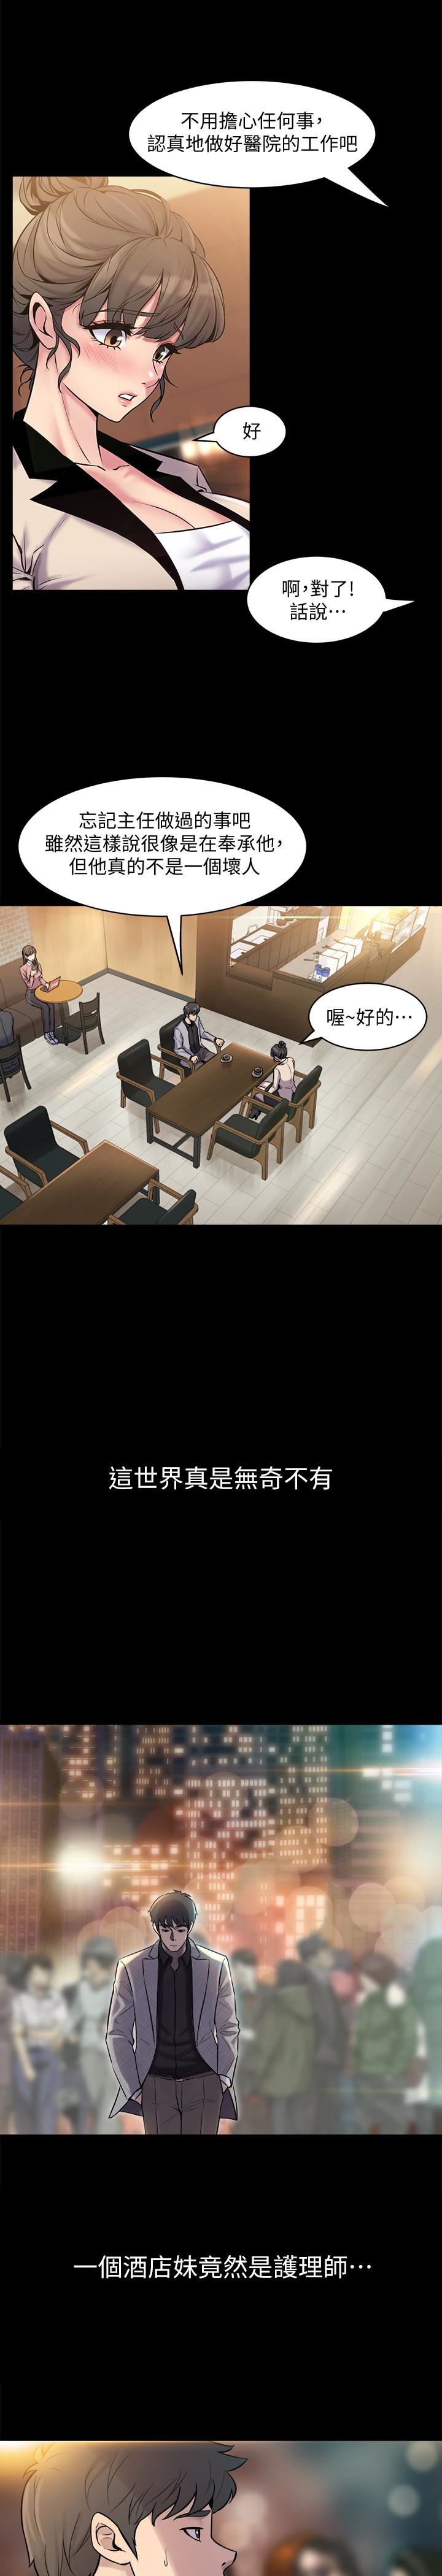 不用擔心任何事，
認真地做好醫院的工作吧
好
啊，對了！
話說⋯
忘記主任做過的事吧
雖然這樣說很像是在奉承他，
但他真的不是一個壞人
喔~好的⋯
這世界真是無奇不有
一個酒店妹竟然是護理師⋯